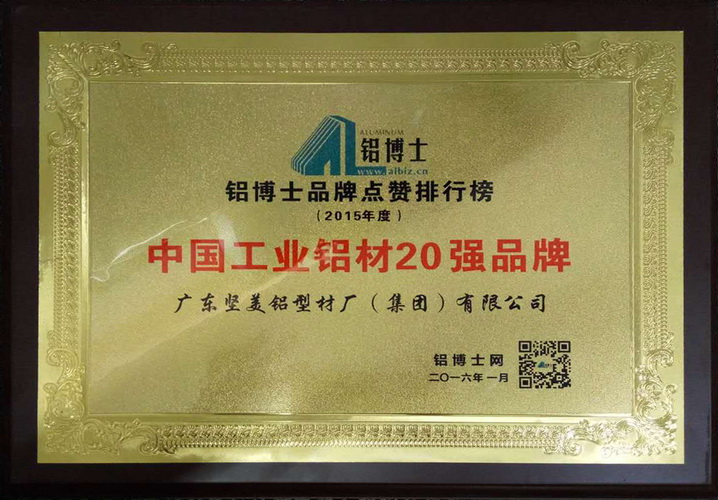 ALUMINUM
铝博士
www.albiz.cn
铝博士品牌点赞排行榜
(2015年度)
中国工业铝材20强品牌
广东坚美铝型材厂(集团)有限公司
铝博士网
二〇一六年一月